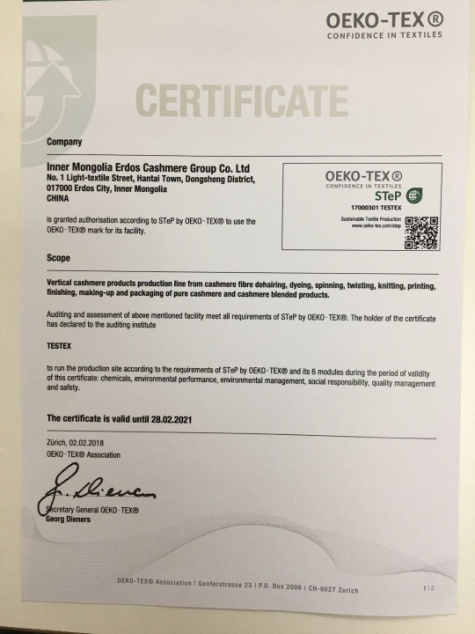 OEKO-TEX®
CONFIDENCE IN TEXTILES
CERTIFICATE
Company
Inner Mongolia Erdos Cashmere Group Co. Ltd
No. 1 Light-textile Street, Hantai Town, Dongsheng District,
017000 Erdos City, Inner Mongolia
CHINA
is granted authorisation according to STeP by OEKO-TEX® to use the
OEKO-TEX® mark for its facility.
OEKO-TEX®
CONFIDENCE IN TEXTILES
STeP
17000301 TESTEX
Sustainable Textile Production
www.oeko-tex.com/step
Scope
Vertical cashmere products production line from cashmere fibre dehairing, dyeing, spinning, twisting, knitting, printing,
finishing, making-up and packaging of pure cashmere and cashmere blended products.
Auditing and assessment of above mentioned facility meet all requirements of STeP by OEKO-TEX®. The holder of the certificate
has declared to the auditing institute
TESTEX
to run the production site according to the requirements of STeP by OEKO-TEX® and its 6 modules during the period of validity
of this certificate: chemicals, environmental performance, environmental management, social responsibility, quality management
and safety.
The certificate is valid until 28.02.2021
Zürich, 02.02.2018
OEKO-TEX® Association
G. Dieners
Secretary General OEKO-TEX®
Georg Dieners
OEKO-TEX® Association | Genferstrasse 23 | P.O. Box 2006 | CH-8027 Zurich
1/2